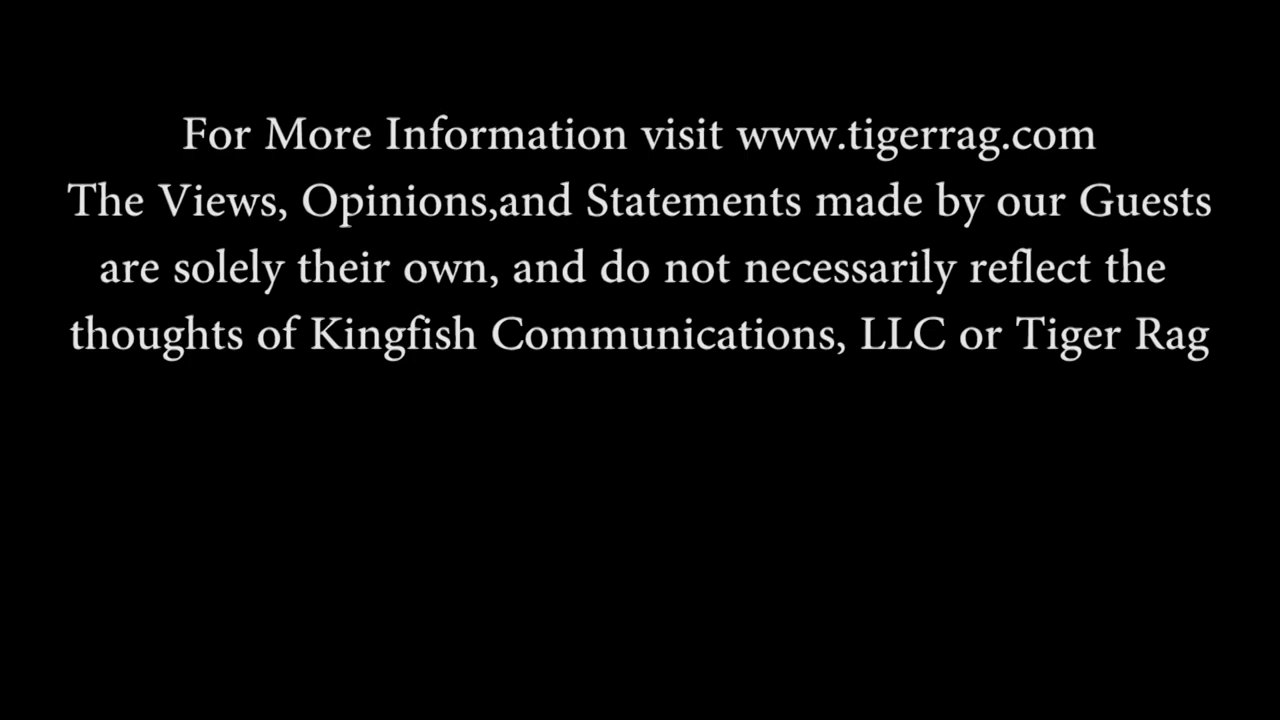 For More Information visit www.tigerrag.com
The Views, Opinions,and Statements made by our Guests
are solely their own, and do not necessarily reflect the
thoughts of Kingfish Communications, LLC or Tiger Rag